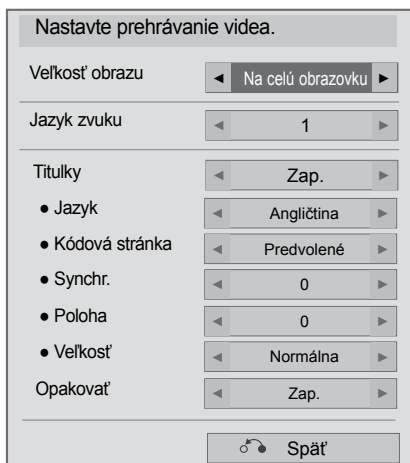 Nastavte prehrávanie videa.
Veľkosť obrazu ◄ Na celú obrazovku ►
Jazyk zvuku ◄ 1 ►
Titulky ◄ Zap. ►
● Jazyk ◄ Angličtina ►
● Kódová stránka ◄ Predvolené ►
● Synchr. ◄ 0 ►
● Poloha ◄ 0 ►
● Veľkosť ◄ Normálna ►
Opakovať ◄ Zap. ►
Späť